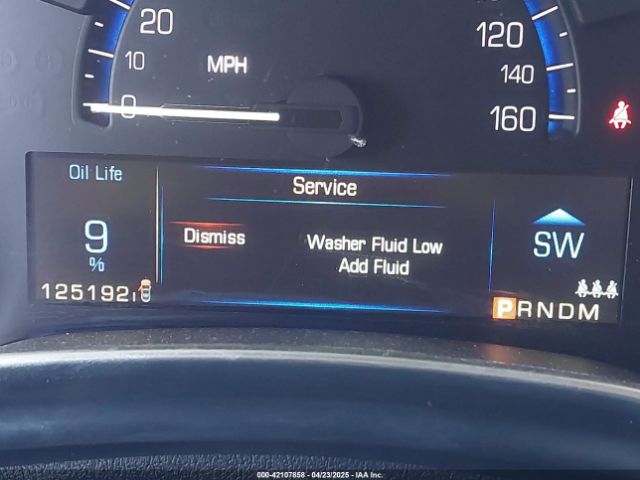 20
10
0
MPH
120
140
160
Oil Life
9
%
125192
Service
Dismiss
Washer Fluid Low
Add Fluid
SW
PRNDM
000-42107858 - 04/23/2025 - IAA Inc.